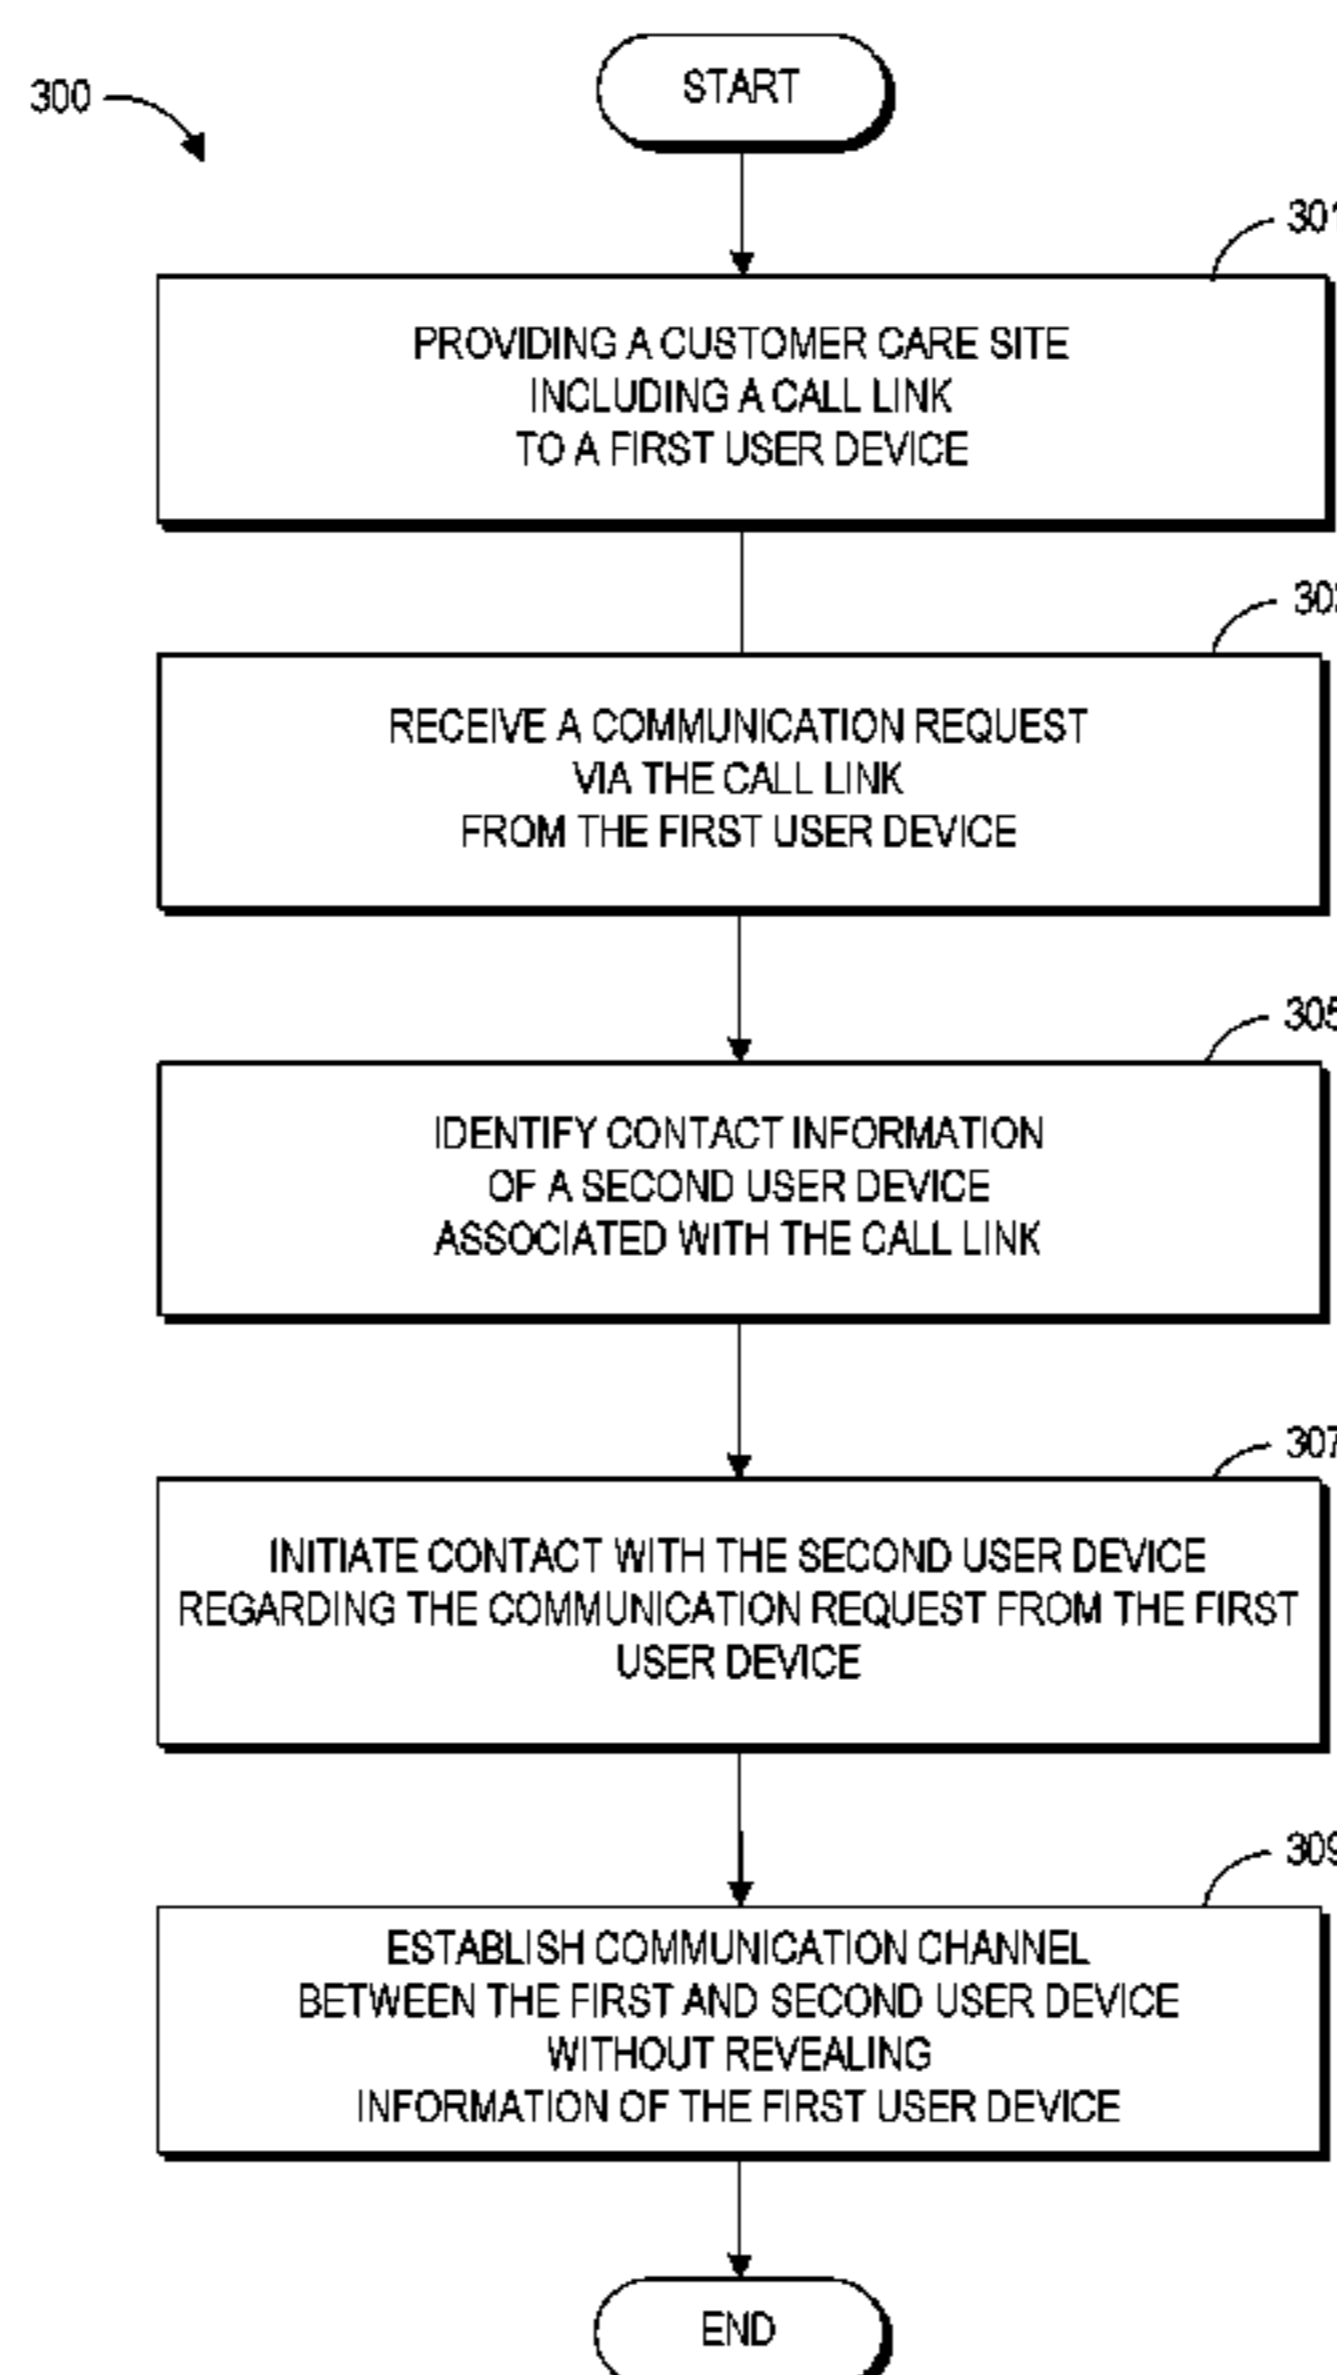 300
START
301
PROVIDING A CUSTOMER CARE SITE
INCLUDING A CALL LINK
TO A FIRST USER DEVICE
RECEIVE A COMMUNICATION REQUEST
VIA THE CALL LINK
FROM THE FIRST USER DEVICE
305
IDENTIFY CONTACT INFORMATION
OF A SECOND USER DEVICE
ASSOCIATED WITH THE CALL LINK
307
INITIATE CONTACT WITH THE SECOND USER DEVICE
REGARDING THE COMMUNICATION REQUEST FROM THE FIRST
USER DEVICE
309
ESTABLISH COMMUNICATION CHANNEL
BETWEEN THE FIRST AND SECOND USER DEVICE
WITHOUT REVEALING
INFORMATION OF THE FIRST USER DEVICE
END